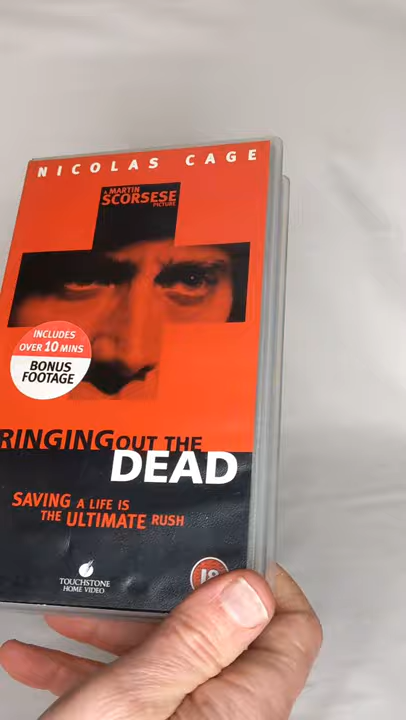 NICOLAS CAGE
A MARTIN
SCORSESE
PICTURE
INCLUDES
OVER 10 MINS
BONUS
FOOTAGE
RINGING OUT THE
DEAD
SAVING A LIFE IS
THE ULTIMATE RUSH
TOUCHSTONE
HOME VIDEO
18